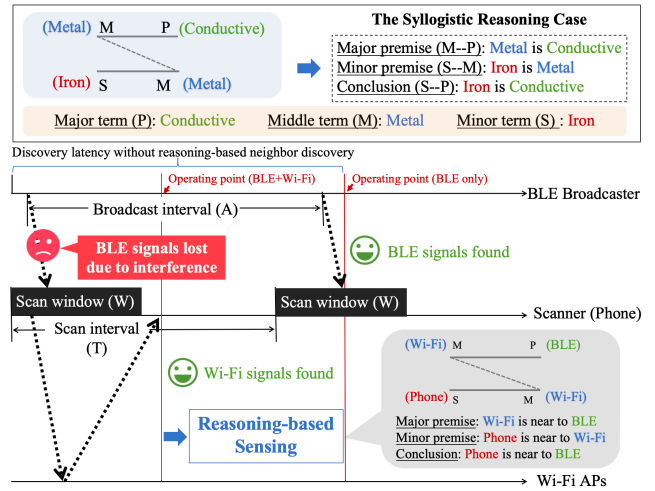 The Syllogistic Reasoning Case
(Metal) M P (Conductive)
(Iron) S M (Metal)
Major premise (M--P): Metal is Conductive
Minor premise (S--M): Iron is Metal
Conclusion (S--P): Iron is Conductive
Major term (P): Conductive Middle term (M): Metal Minor term (S) : Iron
Discovery latency without reasoning-based neighbor discovery
Operating point (BLE+Wi-Fi)
Operating point (BLE only)
BLE Broadcaster
Broadcast interval (A)
BLE signals lost
due to interference
BLE signals found
Scan window (W)
Scan window (W)
Scanner (Phone)
Scan interval
(T)
Wi-Fi signals found
Reasoning-based
Sensing
(Wi-Fi) M P (BLE)
(Phone) S M (Wi-Fi)
Major premise: Wi-Fi is near to BLE
Minor premise: Phone is near to Wi-Fi
Conclusion: Phone is near to BLE
Wi-Fi APs